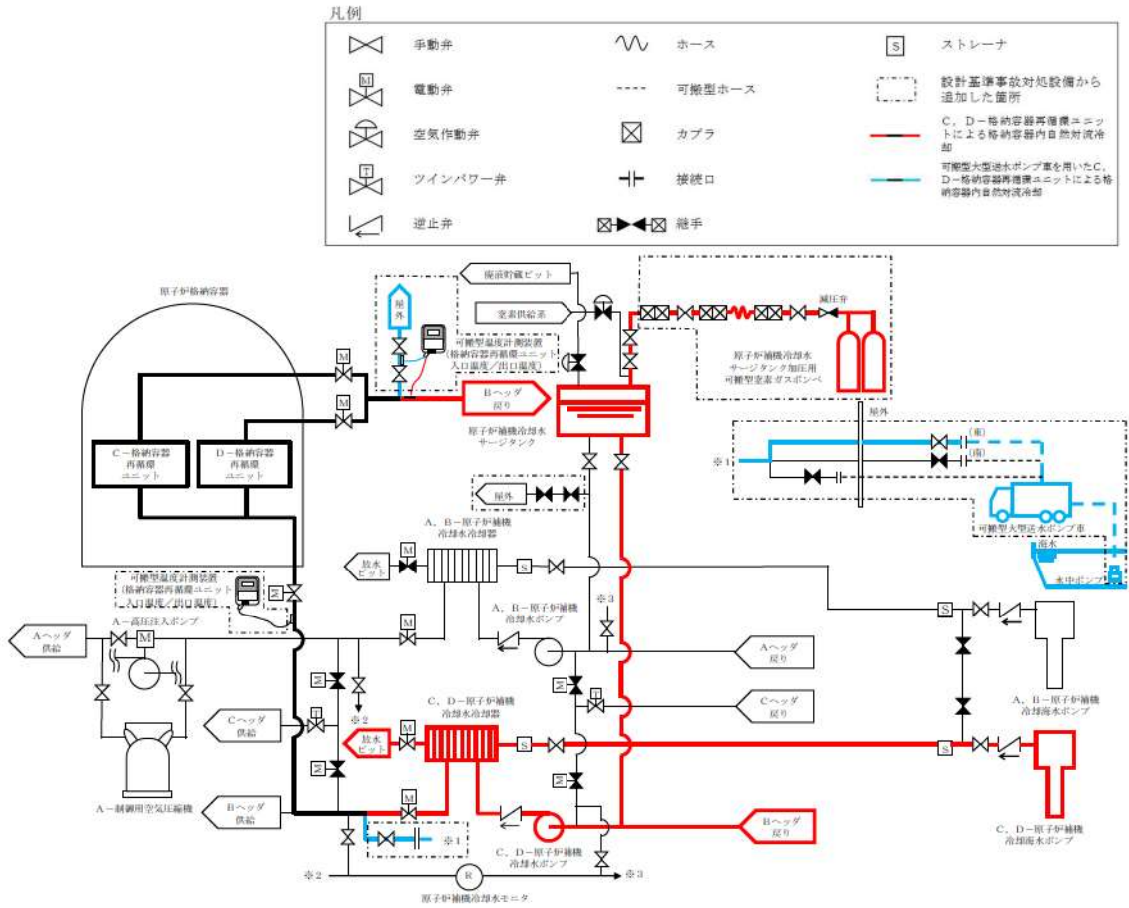 凡例
手動弁
ホース
S
ストレーナ
M
電動弁
可搬型ホース
設計基準事故対処設備から
追加した箇所
空気作動弁
カプラ
C,D-格納容器再循環ユニッ
トによる格納容器内自然対流冷
却
T
ツインパワー弁
接続口
可搬型大型送水ポンプ車を用いたC,
D-格納容器再循環ユニットによる格
納容器内自然対流冷却
逆止弁
継手
原子炉格納容器
屋外
廃液貯蔵ピット
窒素供給系
可搬型温度計測装置
(格納容器再循環ユニット
入口温度/出口温度)
減圧弁
原子炉補機冷却水
サージタンク加圧用
可搬型窒素ガスボンベ
M
M
Bヘッダ
戻り
原子炉補機冷却水
サージタンク
屋外
※1
(東)
(南)
可搬型大型送水ポンプ車
海水
水中ポンプ
C-格納容器
再循環
ユニット
D-格納容器
再循環
ユニット
屋外
A,B-原子炉補機
冷却水冷却器
放水
ピット
M
S
可搬型温度計測装置
(格納容器再循環ユニット
入口温度/出口温度)
M
※3
A,B-原子炉補機
冷却水ポンプ
S
A-高圧注入ポンプ
Aヘッダ
供給
M
M
Aヘッダ
戻り
A,B-原子炉補機
冷却海水ポンプ
M
M
※2
T
Cヘッダ
戻り
Cヘッダ
供給
T
C,D-原子炉補機
冷却水冷却器
放水
ピット
M
S
S
M
M
A-制御用空気圧縮機
Bヘッダ
供給
M
※1
C,D-原子炉補機
冷却水ポンプ
Bヘッダ
戻り
C,D-原子炉補機
冷却海水ポンプ
※2
R
※3
原子炉補機冷却水モニタ